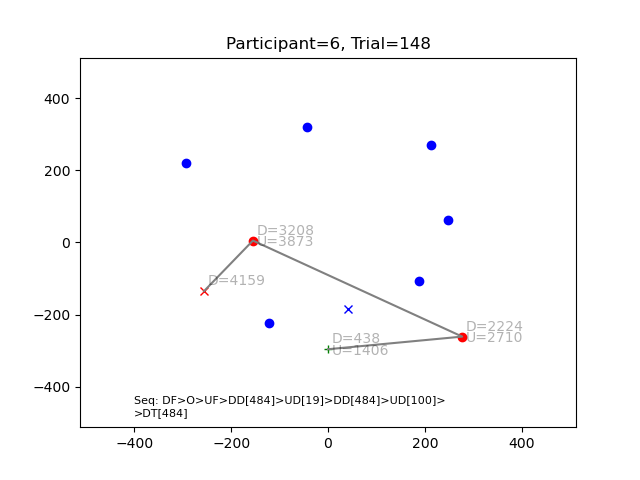 Participant=6, Trial=148
400
200
0
−200
−400
D=3208
U=3873
D=4159
D=2224
U=2710
D=438
U=1406
Seq: DF>O>UF>DD[484]>UD[19]>DD[484]>UD[100]>
>DT[484]
−400
−200
0
200
400